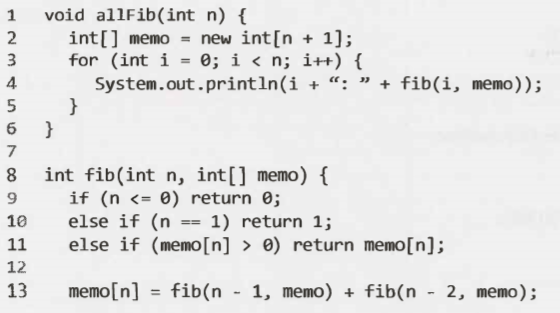 1 void allFib(int n) {
2 int[] memo = new int[n + 1];
3 for (int i = 0; i < n; i++) {
4 System.out.println(i + “: ” + fib(i, memo));
5 }
6 }
7
8 int fib(int n, int[] memo) {
9 if (n <= 0) return 0;
10 else if (n == 1) return 1;
11 else if (memo[n] > 0) return memo[n];
12
13 memo[n] = fib(n - 1, memo) + fib(n - 2, memo);